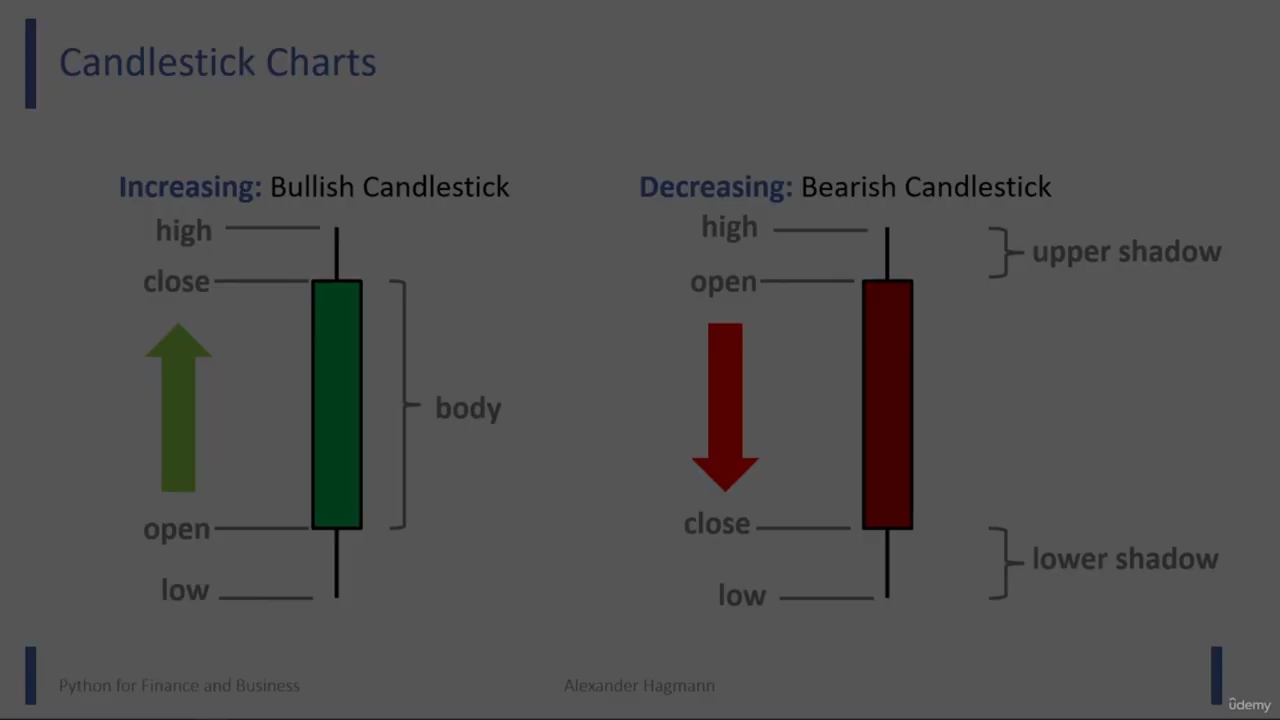 Candlestick Charts
Increasing: Bullish Candlestick
high
close
body
open
low
Decreasing: Bearish Candlestick
high
open
close
low
upper shadow
lower shadow
Python for Finance and Business
Alexander Hagmann
ûdemy